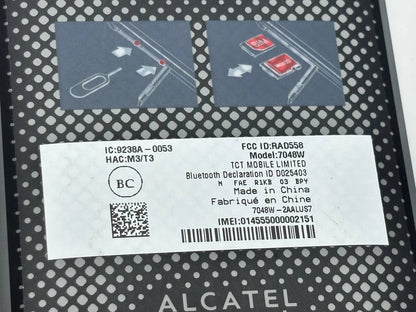 SIM
IC:9238A-0053
HAC:M3/T3
BC
FCC ID:RAD558
Model:7048W
TCT MOBILE LIMITED
Bluetooth Declaration ID D025403
N FAE R1KB 03 BPY
Made in China
Fabriqué en Chine
7048W-2AALUS7
IMEI:014555000002151
ALCATEL